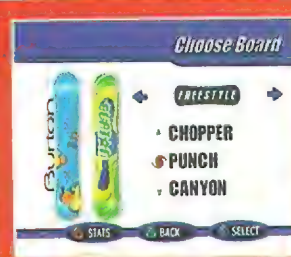 Choose Board
FREESTYLE
CHOPPER
PUNCH
CANYON
Burton
STATS
BACK
SELECT